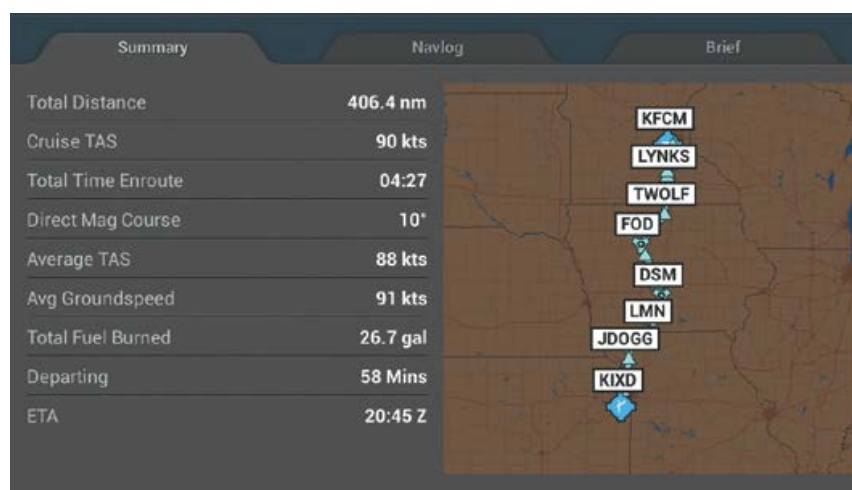 Summary
Navlog
Brief
Total Distance 406.4 nm
Cruise TAS 90 kts
Total Time Enroute 04:27
Direct Mag Course 10°
Average TAS 88 kts
Avg Groundspeed 91 kts
Total Fuel Burned 26.7 gal
Departing 58 Mins
ETA 20:45 Z
KFCM
LYNKS
TWOLF
FOD
DSM
LMN
JDOGG
KIXD